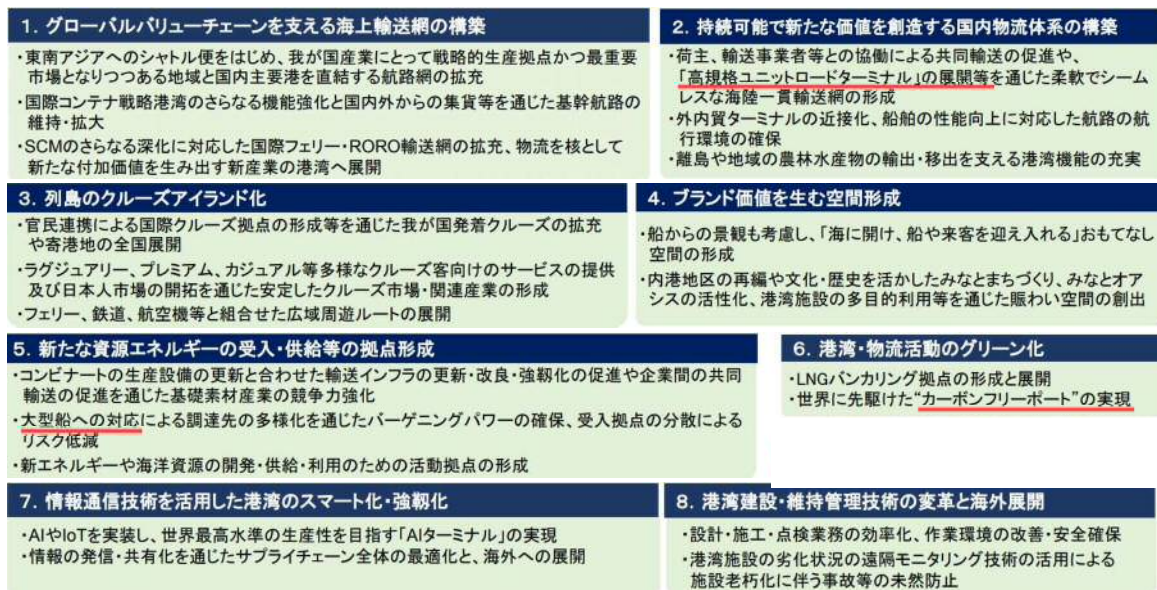 1. グローバルバリューチェーンを支える海上輸送網の構築
・東南アジアへのシャトル便をはじめ、我が国産業にとって戦略的生産拠点かつ最重要
市場となりつつある地域と国内主要港を直結する航路網の拡充
・国際コンテナ戦略港湾のさらなる機能強化と国内外からの集貨等を通じた基幹航路の
維持・拡大
・SCMのさらなる深化に対応した国際フェリー・RORO輸送網の拡充、物流を核として
新たな付加価値を生み出す新産業の港湾へ展開
2. 持続可能で新たな価値を創造する国内物流体系の構築
・荷主、輸送事業者等との協働による共同輸送の促進や、
「高規格ユニットロードターミナル」の展開等を通じた柔軟でシーム
レスな海陸一貫輸送網の形成
・外内貿ターミナルの近接化、船舶の性能向上に対応した航路の航
行環境の確保
・離島や地域の農林水産物の輸出・移出を支える港湾機能の充実
3. 列島のクルーズアイランド化
・官民連携による国際クルーズ拠点の形成等を通じた我が国発着クルーズの拡充
や寄港地の全国展開
・ラグジュアリー、プレミアム、カジュアル等多様なクルーズ客向けのサービスの提供
及び日本人市場の開拓を通じた安定したクルーズ市場・関連産業の形成
・フェリー、鉄道、航空機等と組合せた広域周遊ルートの展開
4. ブランド価値を生む空間形成
・船からの景観も考慮し、「海に開け、船や来客を迎え入れる」おもてなし
空間の形成
・内港地区の再編や文化・歴史を活かしたみなとまちづくり、みなとオア
シスの活性化、港湾施設の多目的利用等を通じた賑わい空間の創出
5. 新たな資源エネルギーの受入・供給等の拠点形成
・コンビナートの生産設備の更新と合わせた輸送インフラの更新・改良・強靱化の促進や企業間の共同
輸送の促進を通じた基礎素材産業の競争力強化
・大型船への対応による調達先の多様化を通じたバーゲニングパワーの確保、受入拠点の分散による
リスク低減
・新エネルギーや海洋資源の開発・供給・利用のための活動拠点の形成
6. 港湾・物流活動のグリーン化
・LNGバンカリング拠点の形成と展開
・世界に先駆けた“カーボンフリーポート”の実現
7. 情報通信技術を活用した港湾のスマート化・強靱化
・AIやIoTを実装し、世界最高水準の生産性を目指す「AIターミナル」の実現
・情報の発信・共有化を通じたサプライチェーン全体の最適化と、海外への展開
8. 港湾建設・維持管理技術の変革と海外展開
・設計・施工・点検業務の効率化、作業環境の改善・安全確保
・港湾施設の劣化状況の遠隔モニタリング技術の活用による
施設老朽化に伴う事故等の未然防止